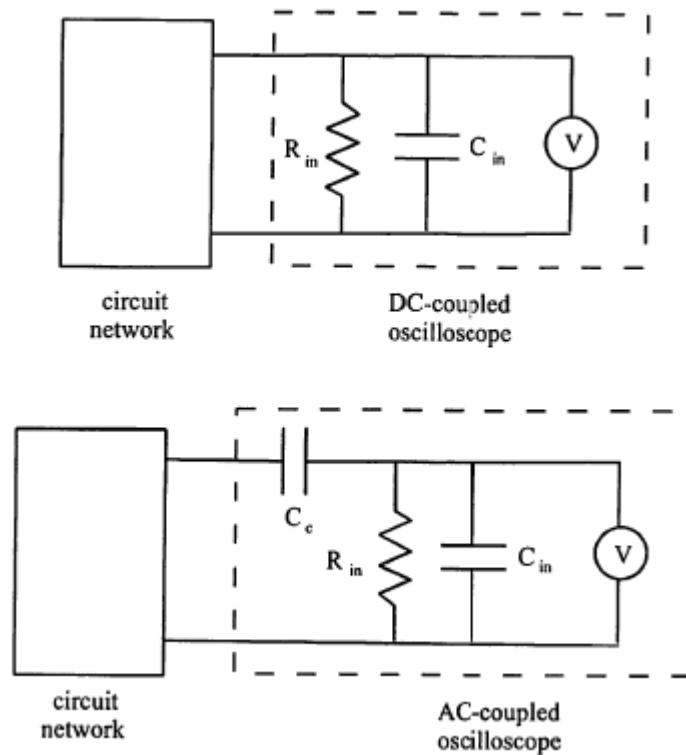 R in
C in
V
circuit
network
DC-coupled
oscilloscope
C c
R in
C in
V
circuit
network
AC-coupled
oscilloscope